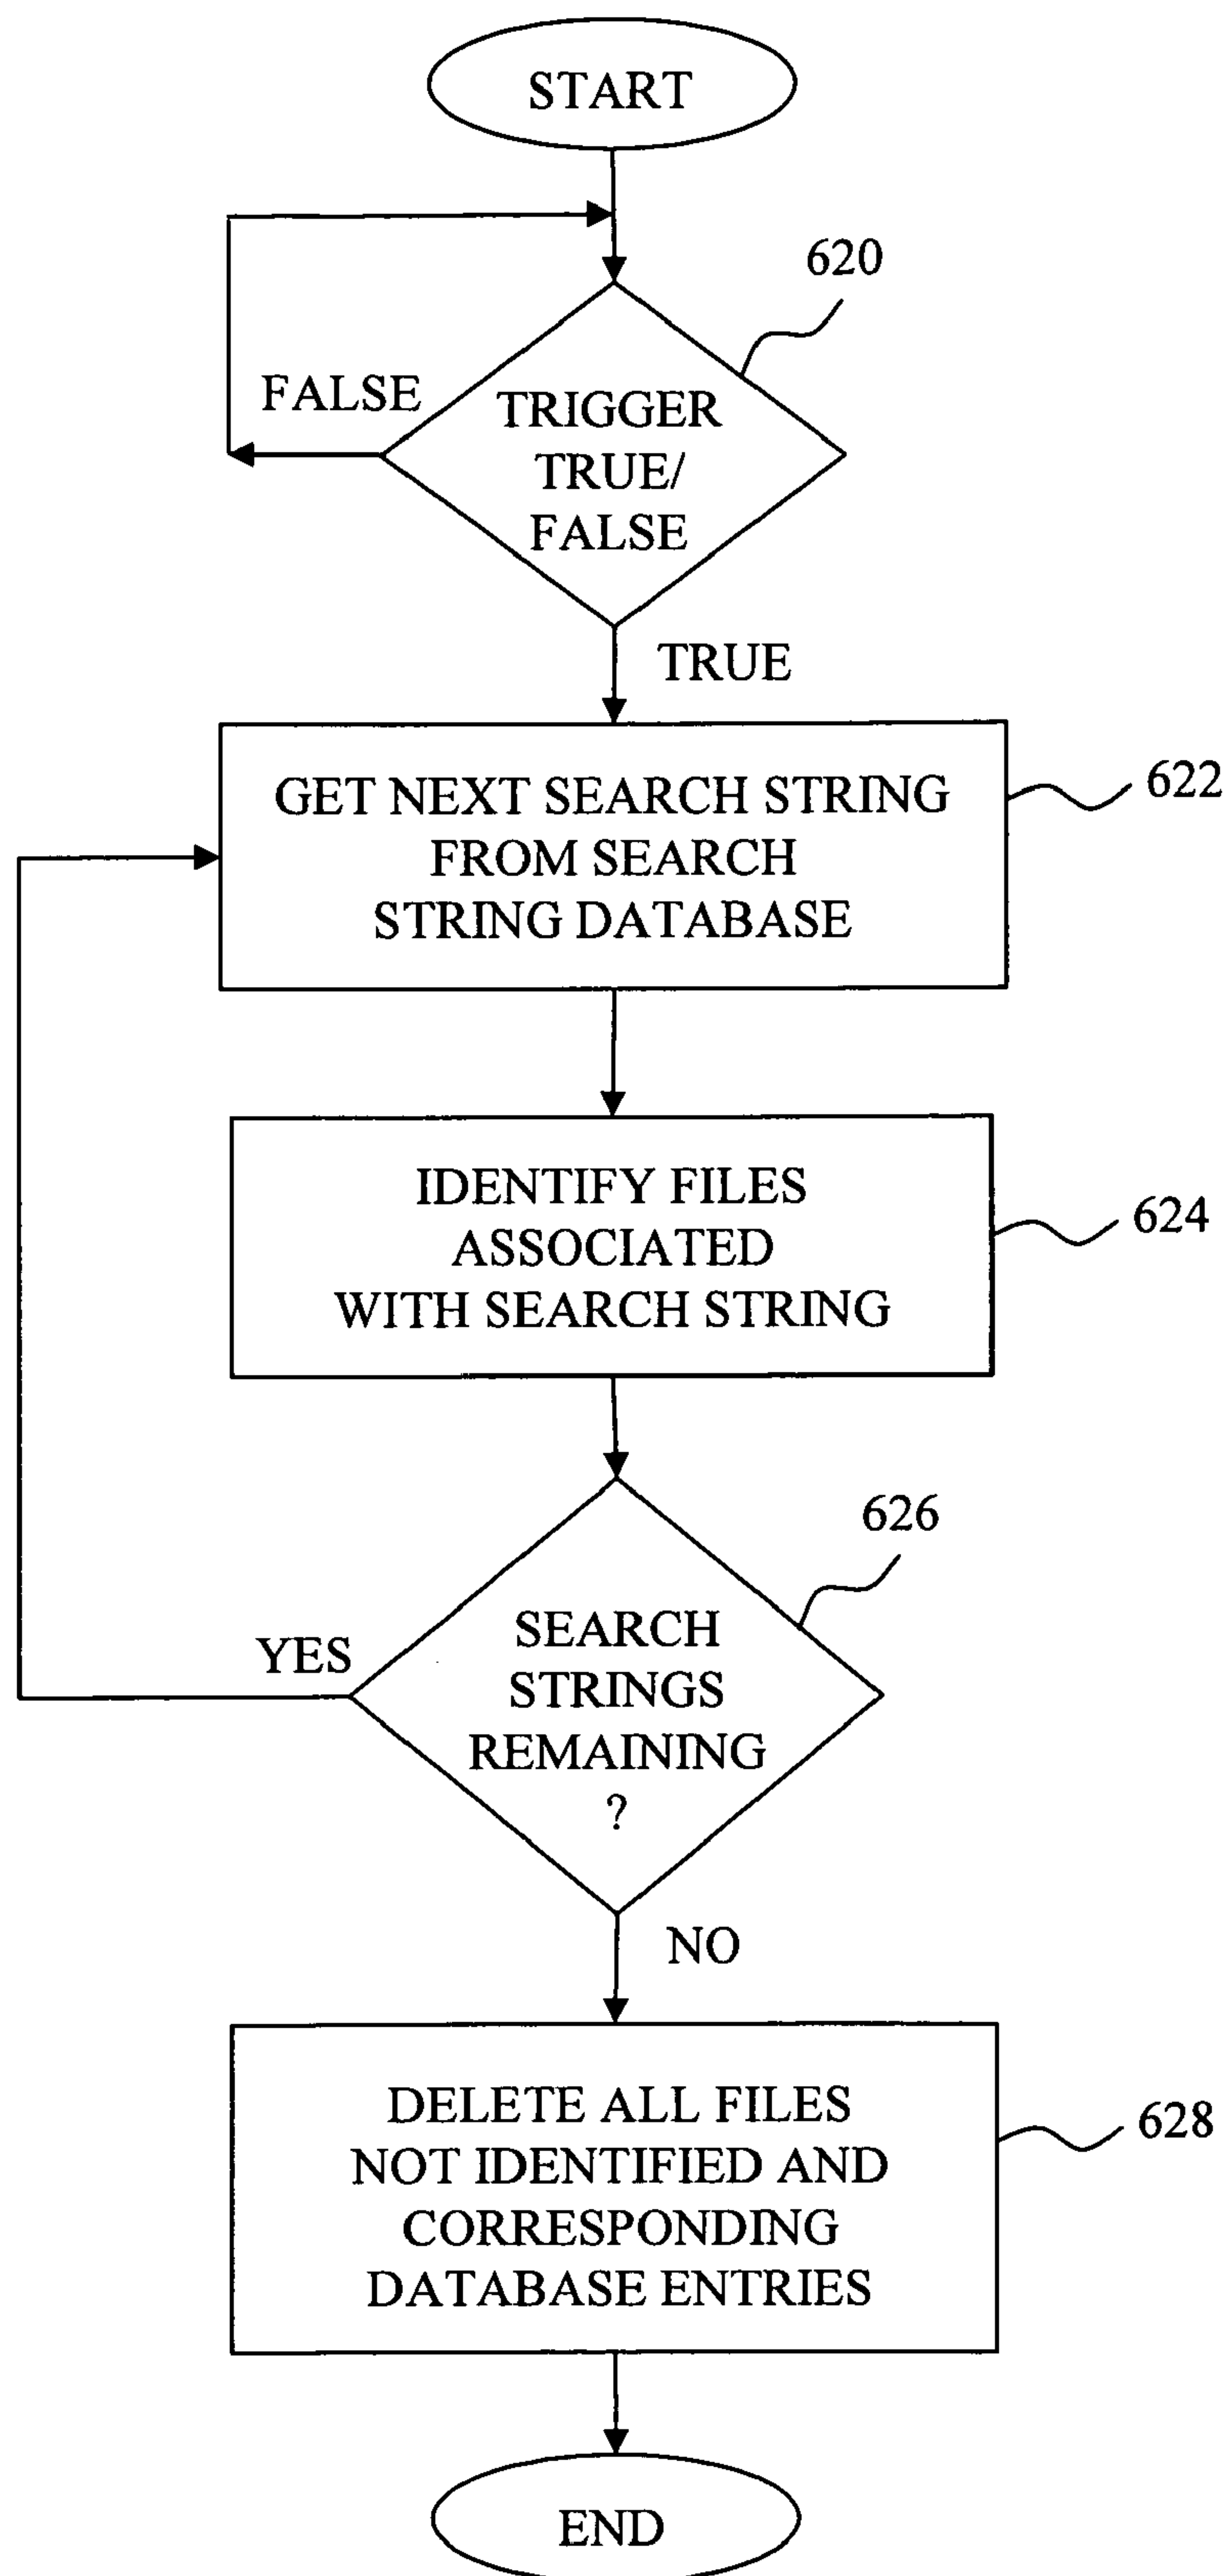 START
620
FALSE
TRIGGER
TRUE/
FALSE
TRUE
GET NEXT SEARCH STRING
FROM SEARCH
STRING DATABASE
622
IDENTIFY FILES
ASSOCIATED
WITH SEARCH STRING
624
626
YES
SEARCH
STRINGS
REMAINING
?
NO
DELETE ALL FILES
NOT IDENTIFIED AND
CORRESPONDING
DATABASE ENTRIES
628
END